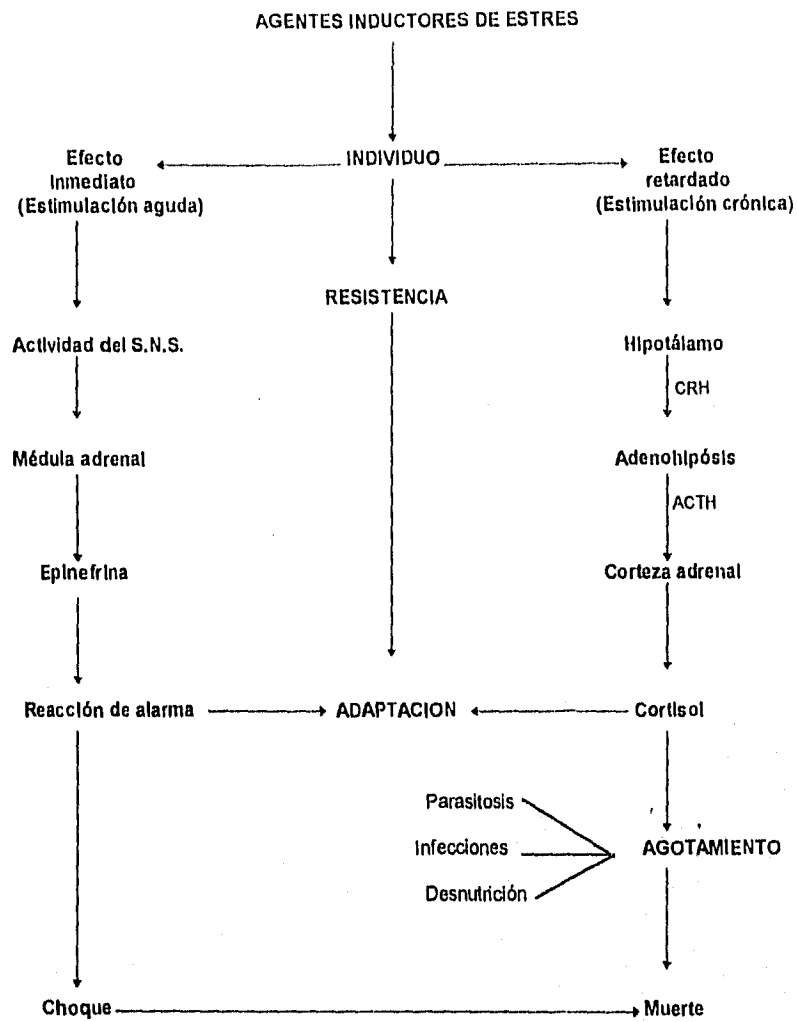 AGENTES INDUCTORES DE ESTRES
Efecto
Inmediato
(Estimulación aguda)
INDIVIDUO
Efecto
retardado
(Estimulación crónica)
RESISTENCIA
Actividad del S.N.S.
Hipotálamo
CRH
Médula adrenal
Adenohipósis
ACTH
Epinefrina
Corteza adrenal
Reacción de alarma
ADAPTACION
Cortisol
Parasitosis
Infecciones
Desnutrición
AGOTAMIENTO
Choque
Muerte